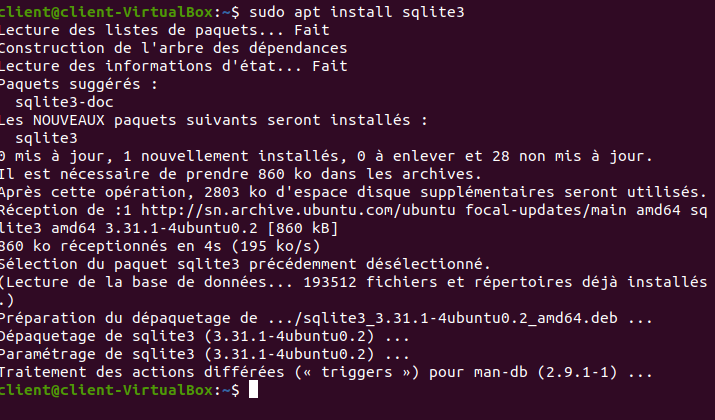 client@client-VirtualBox:~$ sudo apt install sqlite3
Lecture des listes de paquets... Fait
Construction de l'arbre des dépendances
Lecture des informations d'état... Fait
Paquets suggérés :
  sqlite3-doc
Les NOUVEAUX paquets suivants seront installés :
  sqlite3
0 mis à jour, 1 nouvellement installés, 0 à enlever et 28 non mis à jour.
Il est nécessaire de prendre 860 ko dans les archives.
Après cette opération, 2803 ko d'espace disque supplémentaires seront utilisés.
Réception de :1 http://sn.archive.ubuntu.com/ubuntu focal-updates/main amd64 sq
lite3 amd64 3.31.1-4ubuntu0.2 [860 kB]
860 ko réceptionnés en 4s (195 ko/s)
Sélection du paquet sqlite3 précédemment désélectionné.
(Lecture de la base de données... 193512 fichiers et répertoires déjà installés
.)
Préparation du dépaquetage de .../sqlite3_3.31.1-4ubuntu0.2_amd64.deb ...
Dépaquetage de sqlite3 (3.31.1-4ubuntu0.2) ...
Paramétrage de sqlite3 (3.31.1-4ubuntu0.2) ...
Traitement des actions différées (« triggers ») pour man-db (2.9.1-1) ...
client@client-VirtualBox:~$